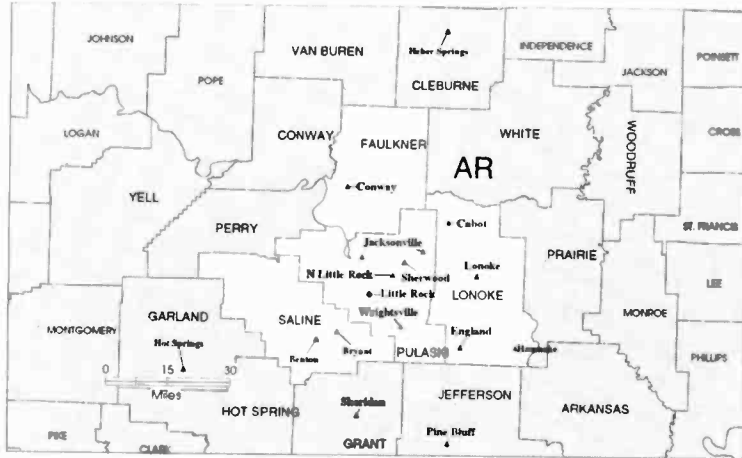 JOHNSON
VAN BUREN
Heber Springs
INDEPENDENCE
POINSETT
POPE
CLEBURNE
JACKSON
LOGAN
CONWAY
FAULKNER
WHITE
WOODRUFF
CROSS
AR
YELL
Conway
PERRY
Cabot
ST. FRANCIS
Jacksonville
PRAIRIE
N Little Rock
Sherwood
Lonoke
LEE
Little Rock
LONOKE
GARLAND
SALINE
Wrightsville
MONROE
MONTGOMERY
Hot Springs
England
Benton
Bryant
PULASKI
PHILLIPS
0 15 30
Miles
HOT SPRING
Sheridan
JEFFERSON
ARKANSAS
PIKE
CLARK
GRANT
Pine Bluff